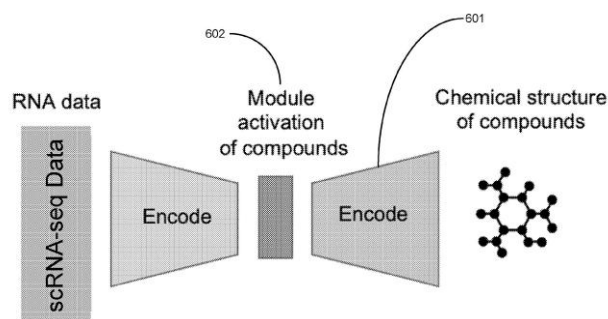 601
602
RNA data
Module
activation
of compounds
Chemical structure
of compounds
scRNA-seq Data
Encode
Encode